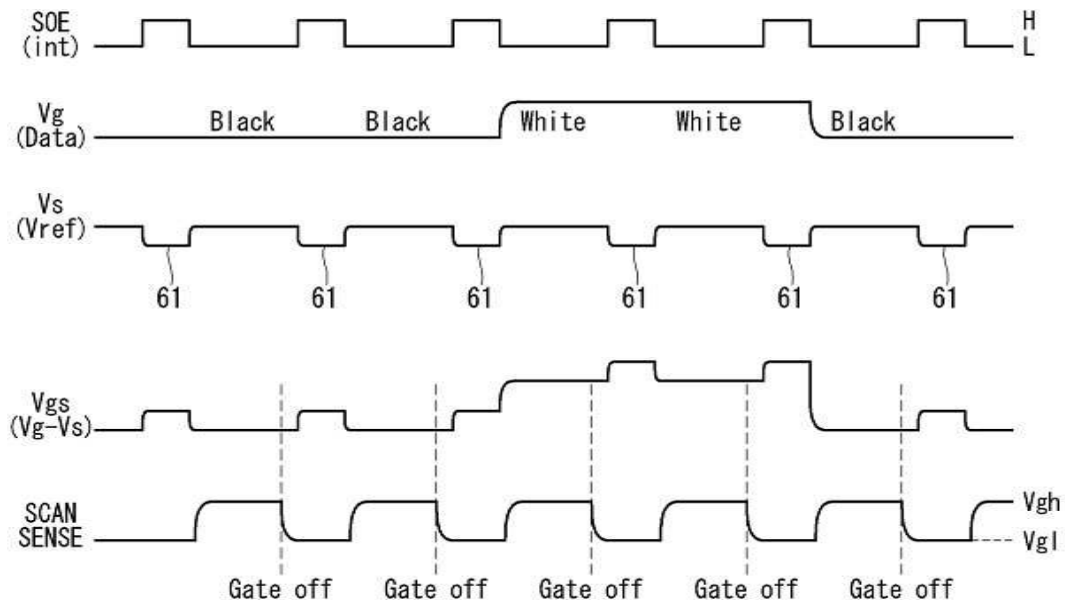 SOE
(int)
H
L
Vg
(Data)
Black Black White White Black
Vs
(Vref)
61 61 61 61 61 61
Vgs
(Vg-Vs)
SCAN
SENSE
Vgh
Vgl
Gate off Gate off Gate off Gate off Gate off